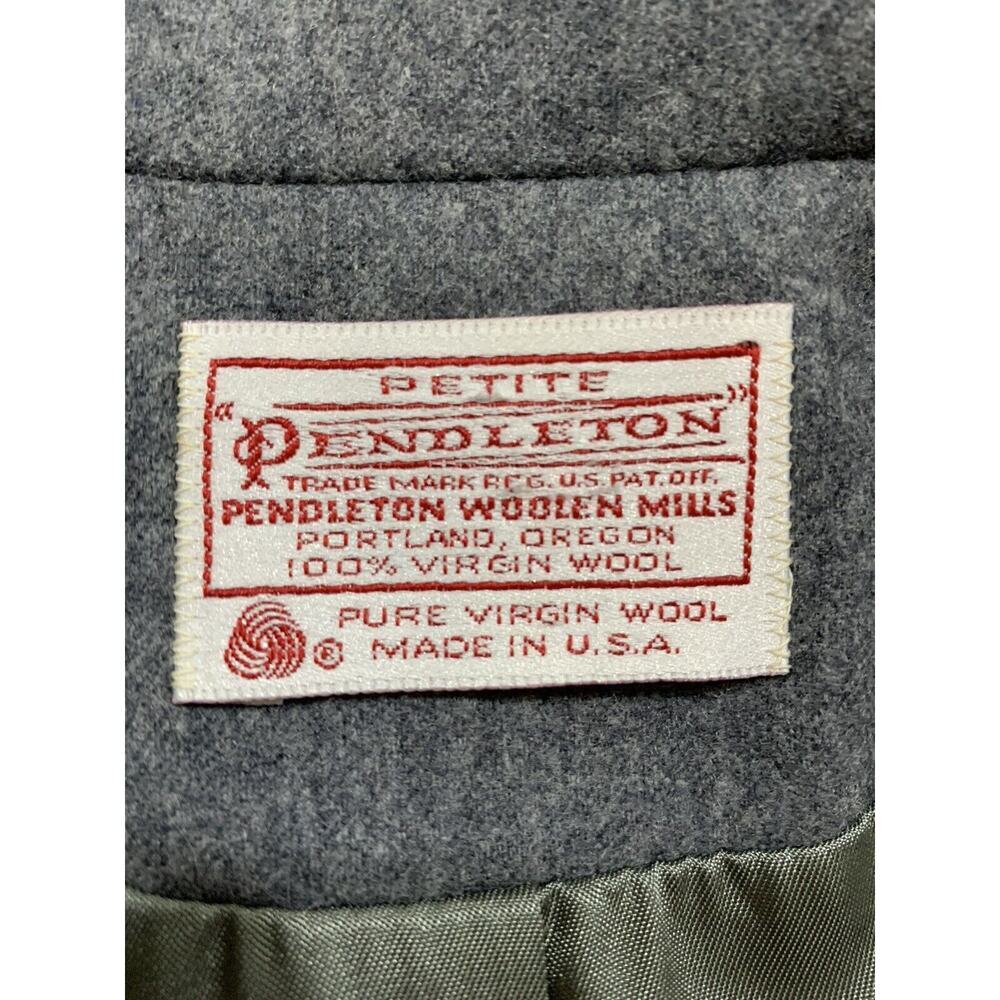 PETITE
"PENDLETON"
TRADE MARK REG. U.S. PAT. OFF.
PENDLETON WOOLEN MILLS
PORTLAND, OREGON
100% VIRGIN WOOL
PURE VIRGIN WOOL
® MADE IN U.S.A.